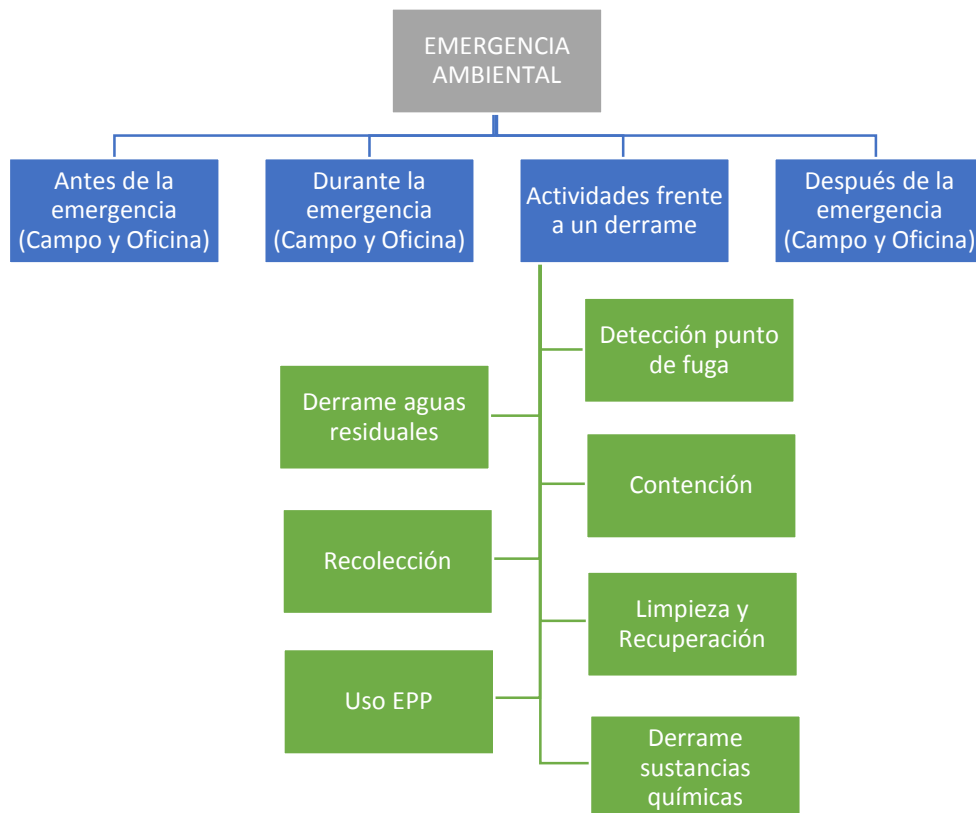 EMERGENCIA
AMBIENTAL
Antes de la
emergencia
(Campo y Oficina)
Durante la
emergencia
(Campo y Oficina)
Actividades frente
a un derrame
Después de la
emergencia
(Campo y Oficina)
Detección punto
de fuga
Derrame aguas
residuales
Contención
Recolección
Limpieza y
Recuperación
Uso EPP
Derrame
sustancias
químicas